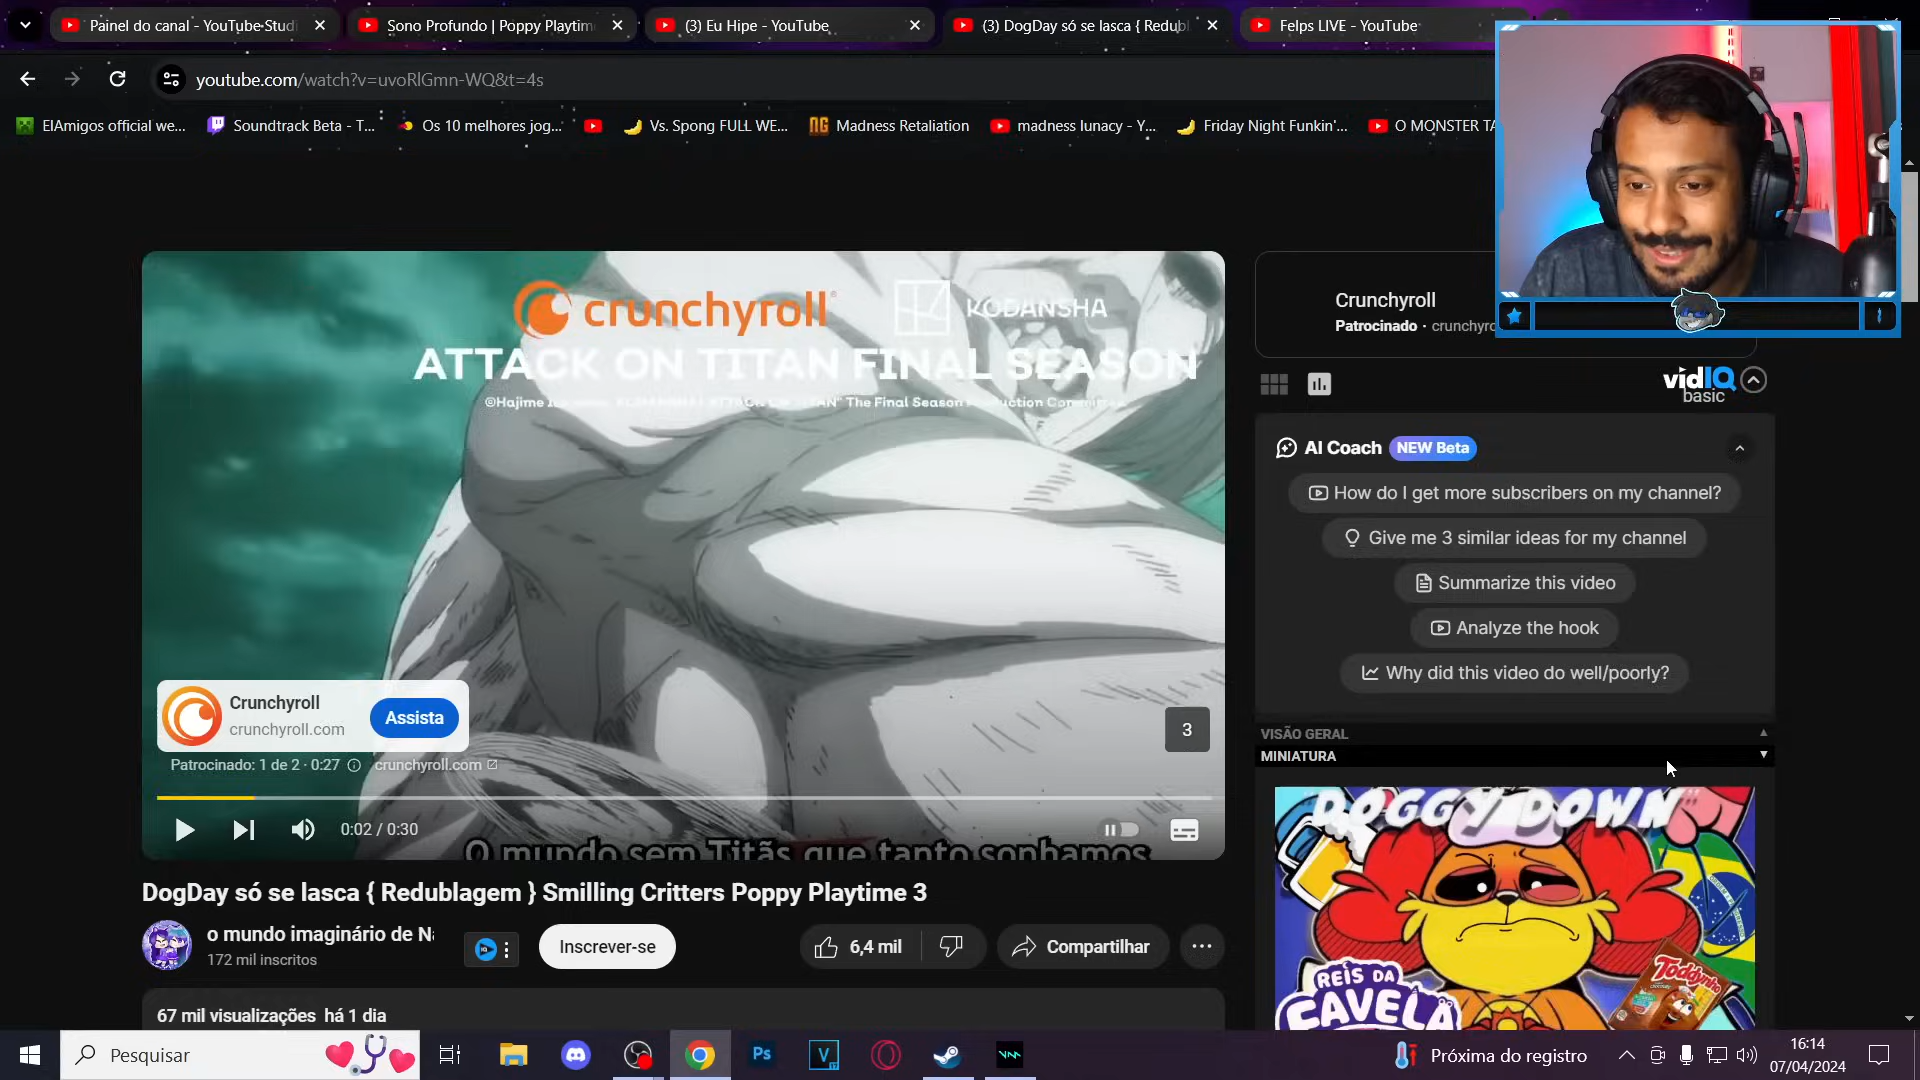 Painel do canal - YouTube Studi
Sono Profundo | Poppy Playtim
(3) Eu Hipe - YouTube
(3) DogDay só se lasca { Redubl
Felps LIVE - YouTube
youtube.com/watch?v=uvoRlGmn-WQ&t=4s
ElAmigos official we...
Soundtrack Beta - T...
Os 10 melhores jog...
Vs. Spong FULL WE...
NG
Madness Retaliation
madness lunacy - Y...
Friday Night Funkin'...
O MONSTER TA
crunchyroll
KODANSHA
ATTACK ON TITAN FINAL SEASON
The Final Season
Crunchyroll
Patrocinado · crunchyro
vidIQ
basic
AI Coach NEW Beta
How do I get more subscribers on my channel?
Give me 3 similar ideas for my channel
Summarize this video
Analyze the hook
Why did this video do well/poorly?
VISÃO GERAL
MINIATURA
Crunchyroll
crunchyroll.com
Assista
3
Patrocinado: 1 de 2 · 0:27
crunchyroll.com
0:02 / 0:30
O mundo sem Titãs que tanto sonhamos
"DOGGY DOWN"
REIS DA
CAVELA
Toddynho
DogDay só se lasca { Redublagem } Smilling Critters Poppy Playtime 3
o mundo imaginário de Na
172 mil inscritos
Inscrever-se
6,4 mil
Compartilhar
67 mil visualizações há 1 dia
Pesquisar
Ps
V
17
Próxima do registro
16:14
07/04/2024